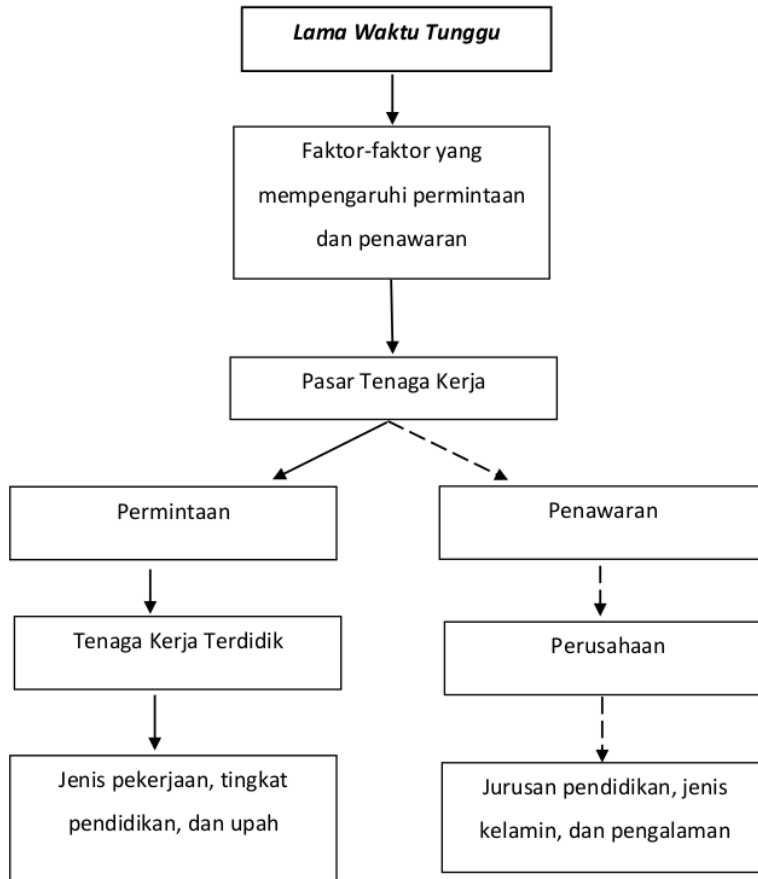 Lama Waktu Tunggu
Faktor-faktor yang
mempengaruhi permintaan
dan penawaran
Pasar Tenaga Kerja
Permintaan
Penawaran
Tenaga Kerja Terdidik
Perusahaan
Jenis pekerjaan, tingkat
pendidikan, dan upah
Jurusan pendidikan, jenis
kelamin, dan pengalaman